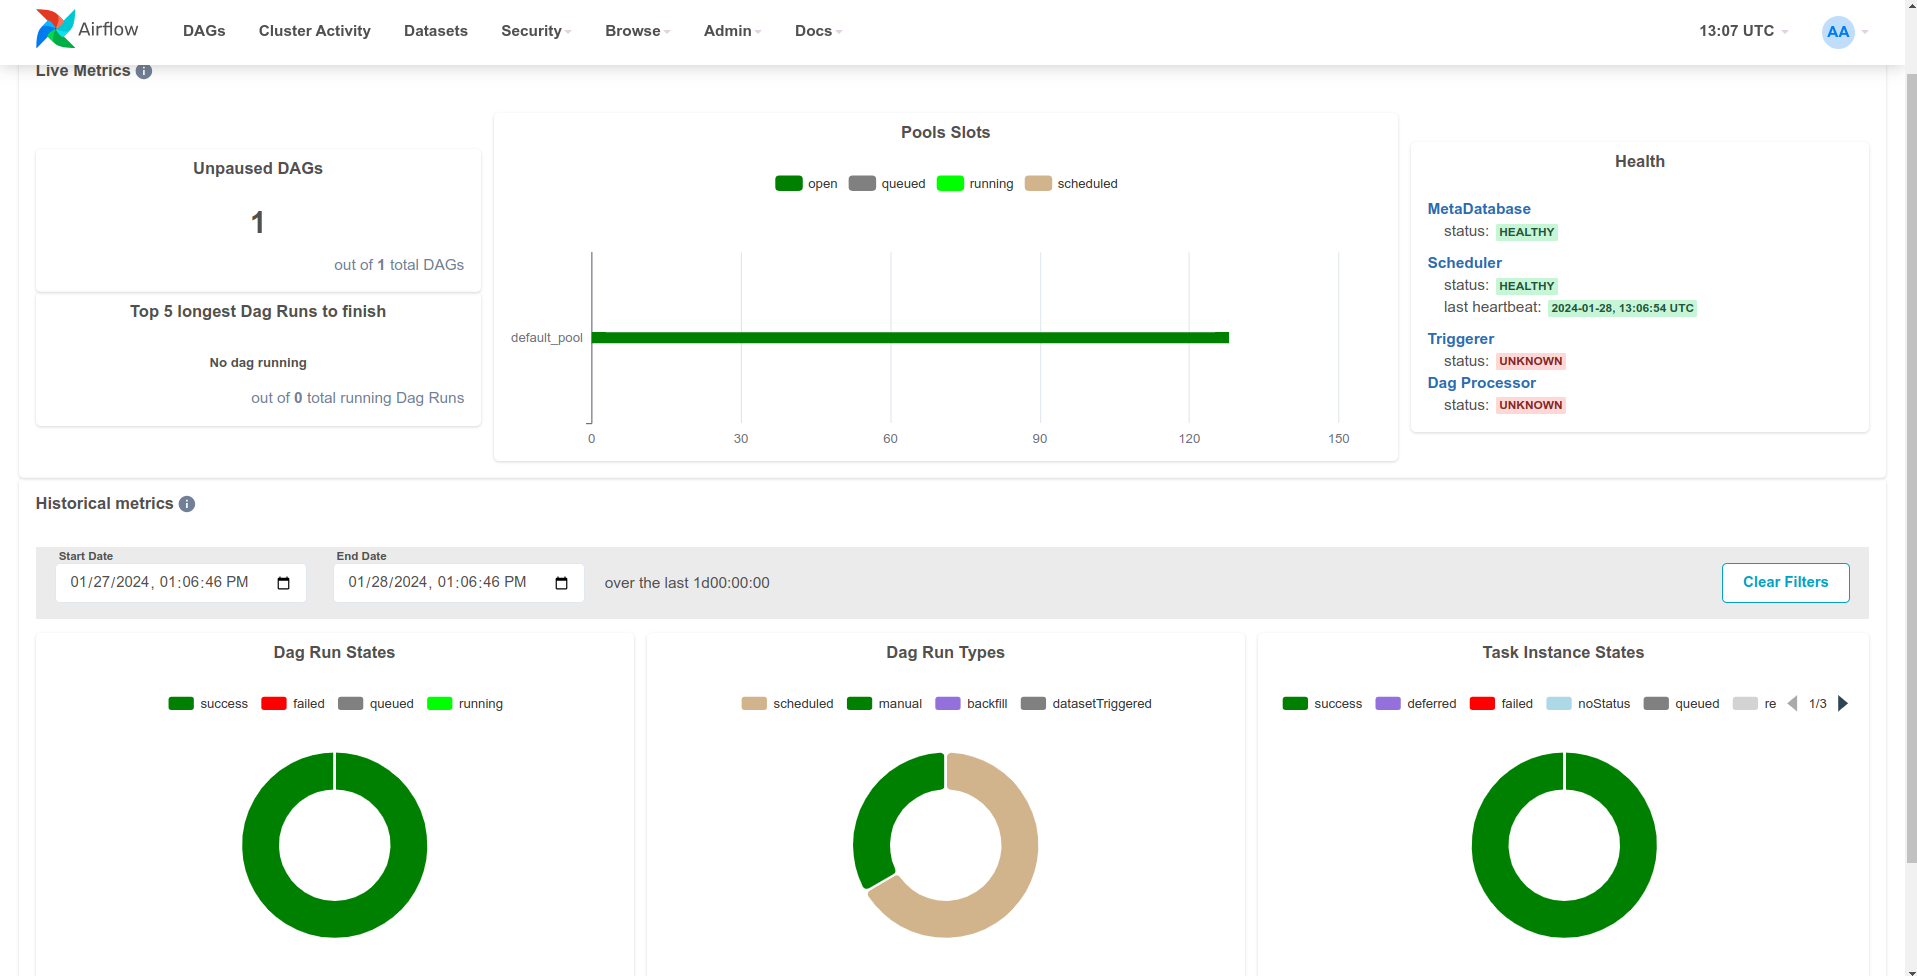 Airflow DAGs Cluster Activity Datasets Security Browse Admin Docs 13:07 UTC AA
Live Metrics i
Unpaused DAGs
1
out of 1 total DAGs
Top 5 longest Dag Runs to finish
No dag running
out of 0 total running Dag Runs
Pools Slots
open queued running scheduled
default_pool
0 30 60 90 120 150
Health
MetaDatabase
status: HEALTHY
Scheduler
status: HEALTHY
last heartbeat: 2024-01-28, 13:06:54 UTC
Triggerer
status: UNKNOWN
Dag Processor
status: UNKNOWN
Historical metrics i
Start Date End Date
01/27/2024, 01:06:46 PM 01/28/2024, 01:06:46 PM over the last 1d00:00:00 Clear Filters
Dag Run States
success failed queued running
Dag Run Types
scheduled manual backfill datasetTriggered
Task Instance States
success deferred failed noStatus queued re 1/3